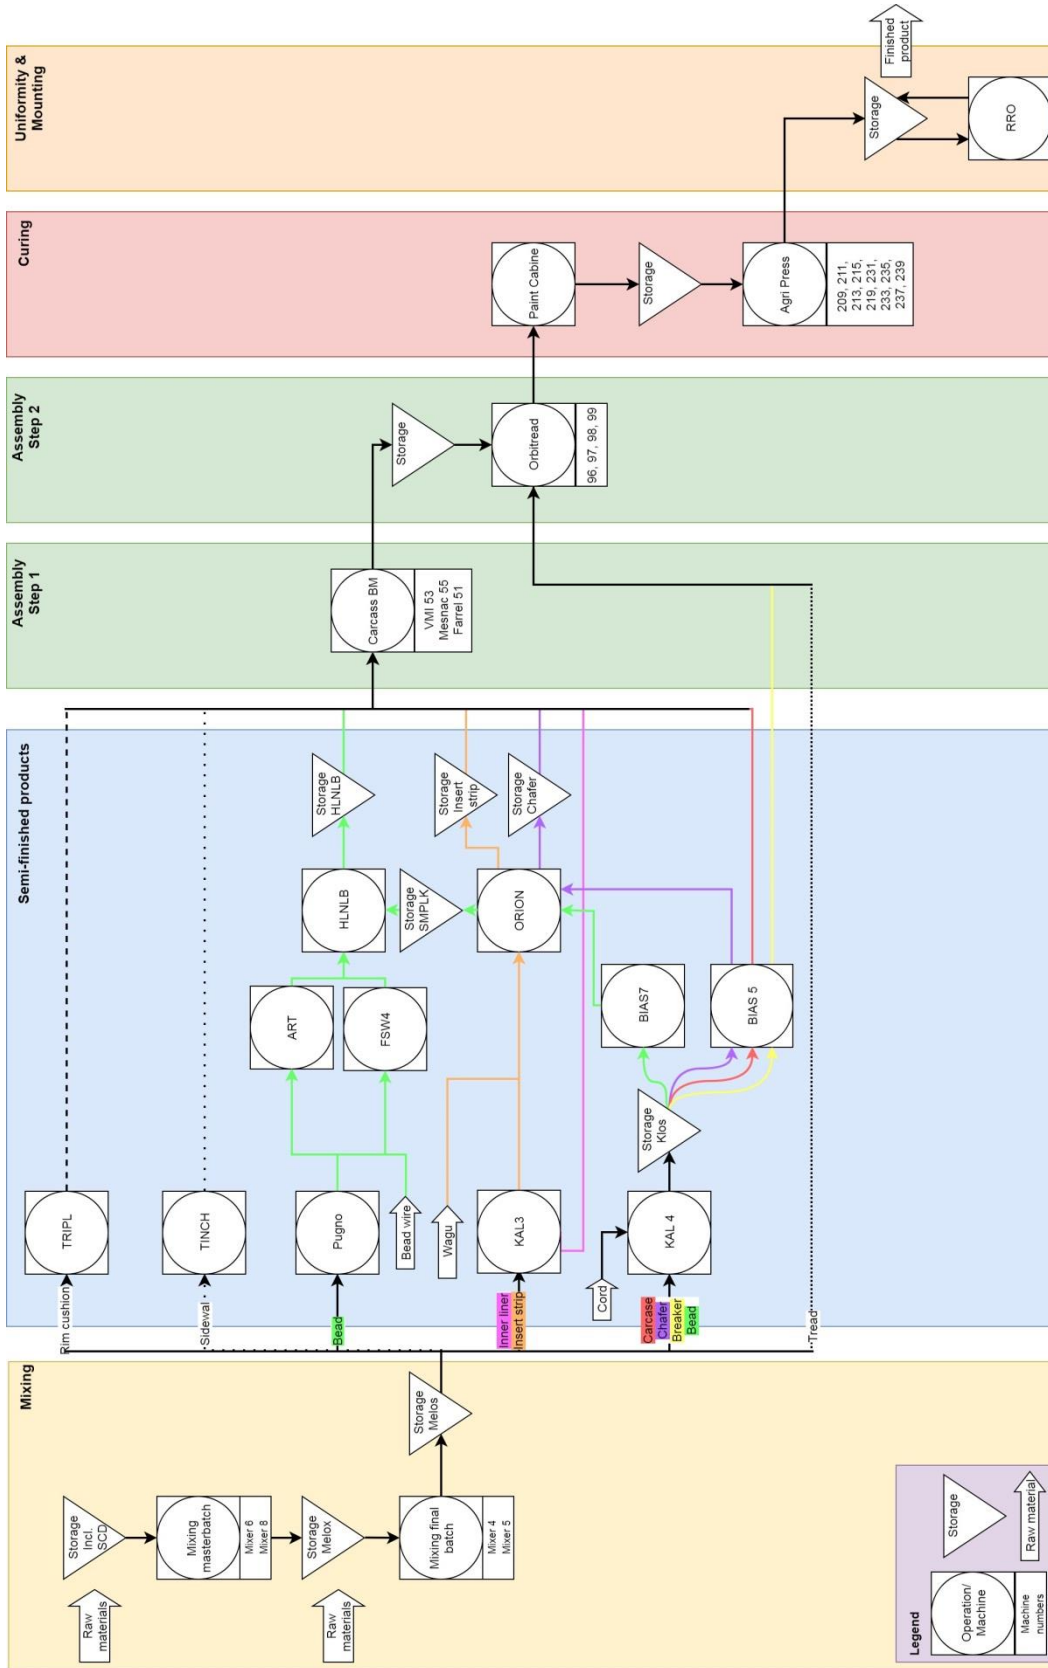 Mixing
Raw
materials
Storage
Incl.
SCD
Mixing
masterbatch
Mixer 6
Mixer 8
Raw
materials
Storage
Melox
Mixing final
batch
Mixer 4
Mixer 5
Storage
Melos
Legend
Operation/
Machine
Machine
numbers
Storage
Raw material
Semi-finished products
Rim cushion
TRIPL
Sidewal
TINCH
Bead
Pugno
Bead wire
ART
FSW4
HLNLB
Storage
HLNLB
Storage
SMPLK
Wagu
Inner liner
Insert strip
KAL3
ORION
Storage
Insert
strip
Storage
Chafer
Cord
Carcase
Chafer
Breaker
Bead
KAL 4
Storage
Klos
BIAS7
BIAS 5
Tread
Assembly
Step 1
Carcass BM
VMI 53
Mesnac 55
Farrel 51
Assembly
Step 2
Storage
Orbitread
96, 97, 98, 99
Curing
Paint Cabine
Storage
Agri Press
209, 211,
213, 215,
219, 231,
233, 235,
237, 239
Uniformity &
Mounting
Storage
RRO
Finished
product